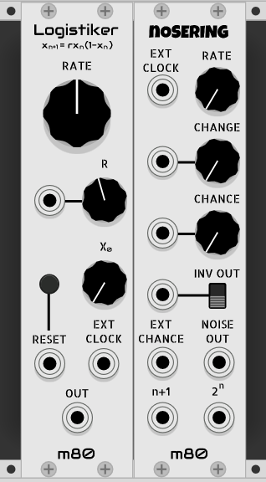 Logistiker
xn+1 = rxn(1-xn)
RATE
R
X0
RESET
EXT
CLOCK
OUT
m80
NOSERING
EXT
CLOCK
RATE
CHANGE
CHANCE
INV OUT
EXT
CHANCE
NOISE
OUT
n+1
2^n
m80